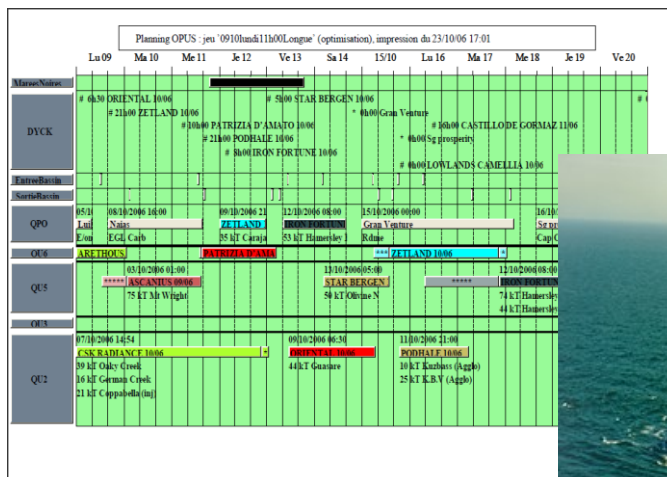 Planning OPUS : jeu '0910lundi11h00Longue' (optimisation), impression du 23/10/06 17:01
Lu 09 Ma 10 Me 11 Je 12 Ve 13 Sa 14 15/10 Lu 16 Ma 17 Me 18 Je 19 Ve 20
MareesNoires
DYCK
# 6h30 ORIENTAL 10/06 # 5h00 STAR BERGEN 10/06
# 21h00 ZETLAND 10/06 * 0h00 Gran Venture
# 10h00 PATRIZIA D'AMATO 10/06 # 16h00 CASTILLO DE GORMAZ 11/06
# 21h00 PODHALE 10/06 * 0h00 Sg prosperity
# 8h00 IRON FORTUNE 10/06
# 0h00 LOWLANDS CAMELLIA 10/06
EntreeBassin
SortieBassin
QPO
05/1 08/10/2006 16:00 09/10/2006 21 12/10/2006 08:00 15/10/2006 00:00 16/10/
Naias ZETLAND IRON FORTUN Gran Venture Sg p
E/on EGL Carb 35 kT Caraja 53 kT Hamersley Rdme Cap C
OU6
ARETHOUS PATRIZIA D'AMA *** ZETLAND 10/06 *
QU5
03/10/2006 01:00 13/10/2006 05:00 12/10/2006 08:00
***** ASCANIUS 09/06 STAR BERGEN ***** IRON FORTUN
75 kT Mt Wright 50 kT Olivine N 74 kT Hamersley
44 kT Hamersley
OU3
QU2
07/10/2006 14:54 09/10/2006 06:30 11/10/2006 21:00
CSK RADIANCE 10/06 * ORIENTAL 10/06 PODHALE 10/06
39 kT Oaky Creek 44 kT Guasare 10 kT Kuzbass (Agglo)
16 kT German Creek 25 kT K.B.V (Agglo)
21 kT Coppabella (inj)